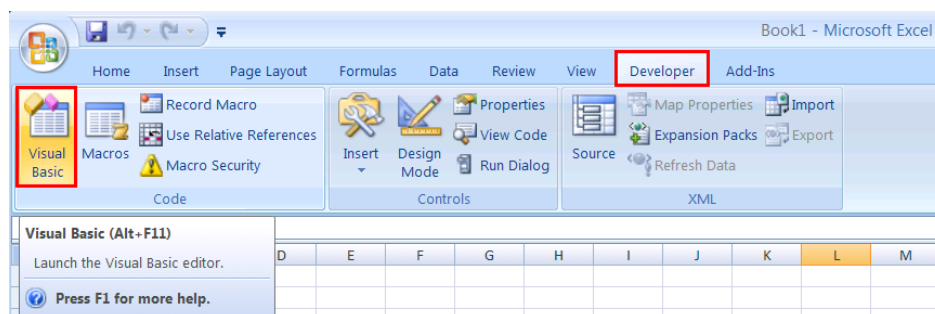 Book1 - Microsoft Excel
Home Insert Page Layout Formulas Data Review View Developer Add-Ins
Visual Basic
Macros
Record Macro
Use Relative References
Macro Security
Code
Insert
Design Mode
Properties
View Code
Run Dialog
Controls
Source
Map Properties
Expansion Packs
Refresh Data
Import
Export
XML
Visual Basic (Alt+F11)
Launch the Visual Basic editor.
Press F1 for more help.
D E F G H I J K L M